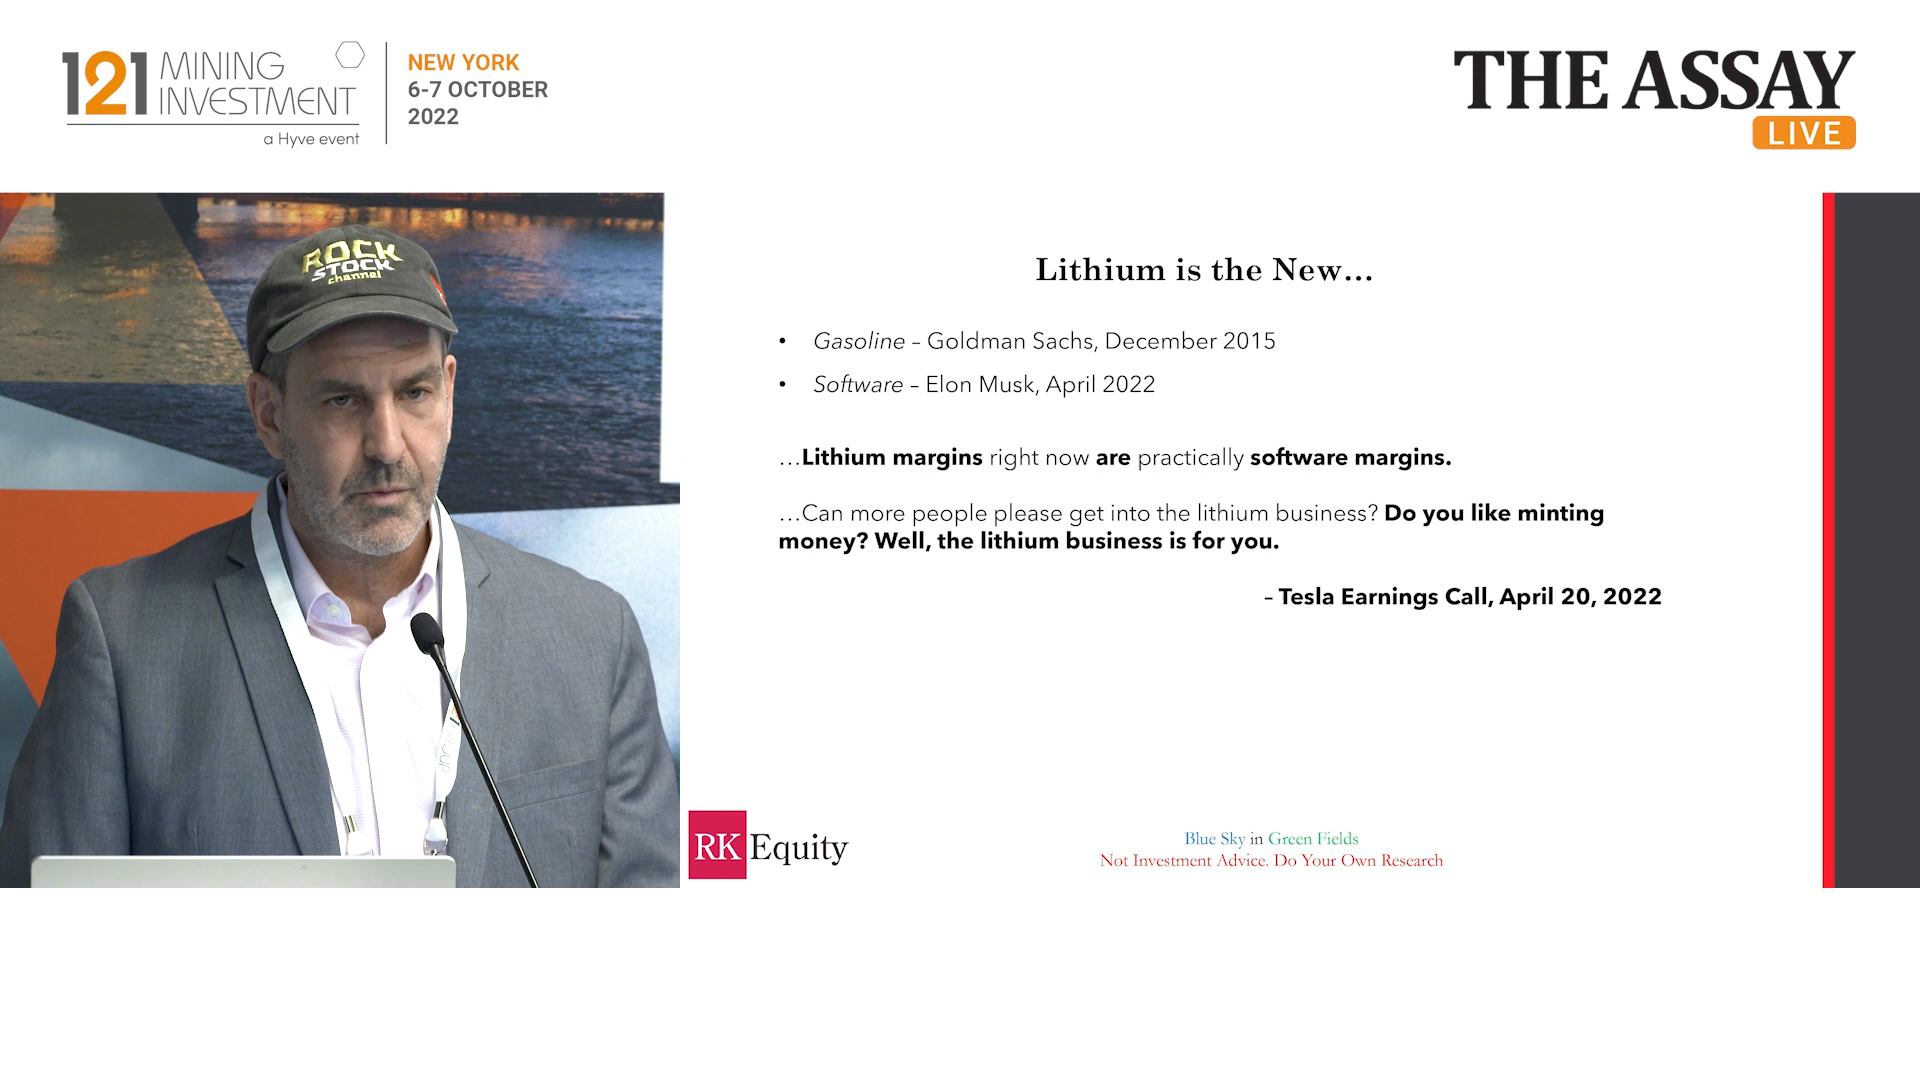 121 MINING
INVESTMENT
a Hyve event
NEW YORK
6-7 OCTOBER
2022
THE ASSAY
LIVE
ROCK
STOCK
channel
Lithium is the New...
• Gasoline – Goldman Sachs, December 2015
• Software – Elon Musk, April 2022
...Lithium margins right now are practically software margins.
...Can more people please get into the lithium business? Do you like minting
money? Well, the lithium business is for you.
– Tesla Earnings Call, April 20, 2022
RK Equity
Blue Sky in Green Fields
Not Investment Advice. Do Your Own Research